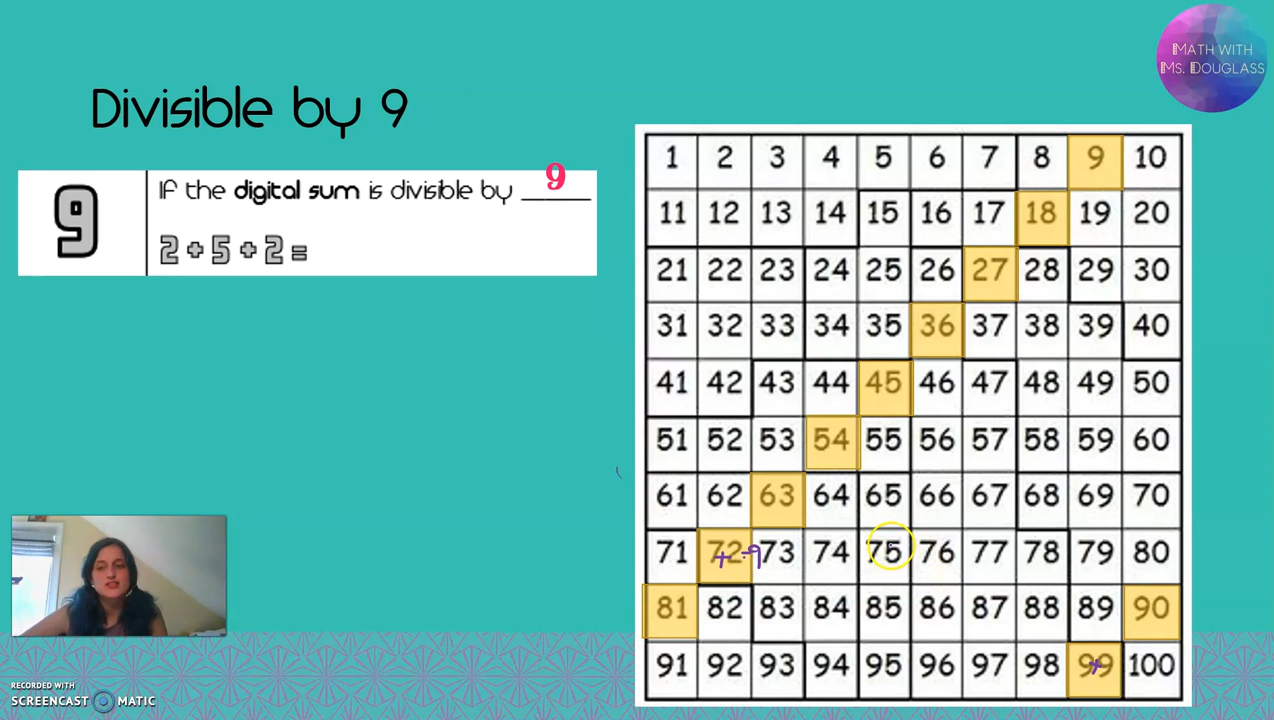 MATH WITH
MS. DOUGLASS
Divisible by 9
9
If the digital sum is divisible by 9
2 + 5 + 2 =
1 2 3 4 5 6 7 8 9 10
11 12 13 14 15 16 17 18 19 20
21 22 23 24 25 26 27 28 29 30
31 32 33 34 35 36 37 38 39 40
41 42 43 44 45 46 47 48 49 50
51 52 53 54 55 56 57 58 59 60
61 62 63 64 65 66 67 68 69 70
71 72 + =9 73 74 75 76 77 78 79 80
81 82 83 84 85 86 87 88 89 90
91 92 93 94 95 96 97 98 99 + 100
RECORDED WITH
SCREENCAST MATIC